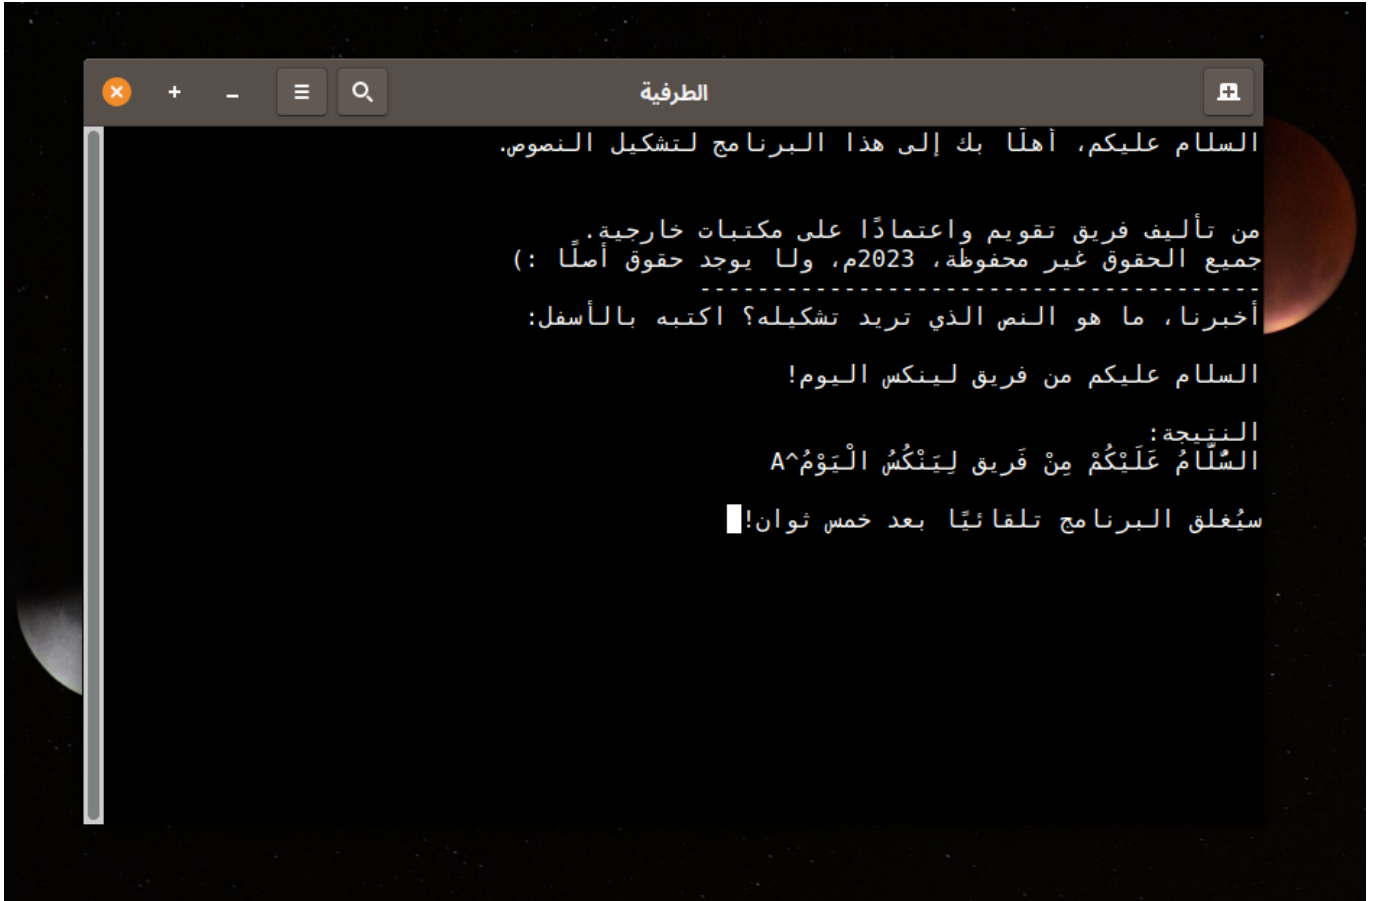 الطرفية
السلام عليكم، أهلًا بك إلى هذا البرنامج لتشكيل النصوص.
من تأليف فريق تقويم واعتمادًا على مكتبات خارجية.
جميع الحقوق غير محفوظة، 2023م، ولا يوجد حقوق أصلًا :)
---------------------------------------
أخبرنا، ما هو النص الذي تريد تشكيله؟ اكتبه بالأسفل:
السلام عليكم من فريق لينكس اليوم!
النتيجة:
السُّلَّامُ عَلَيْكُمْ مِنْ فَريق لِيَنْكُسُ الْيَوْمُ^A
سيُغلق البرنامج تلقائيًا بعد خمس ثوان!